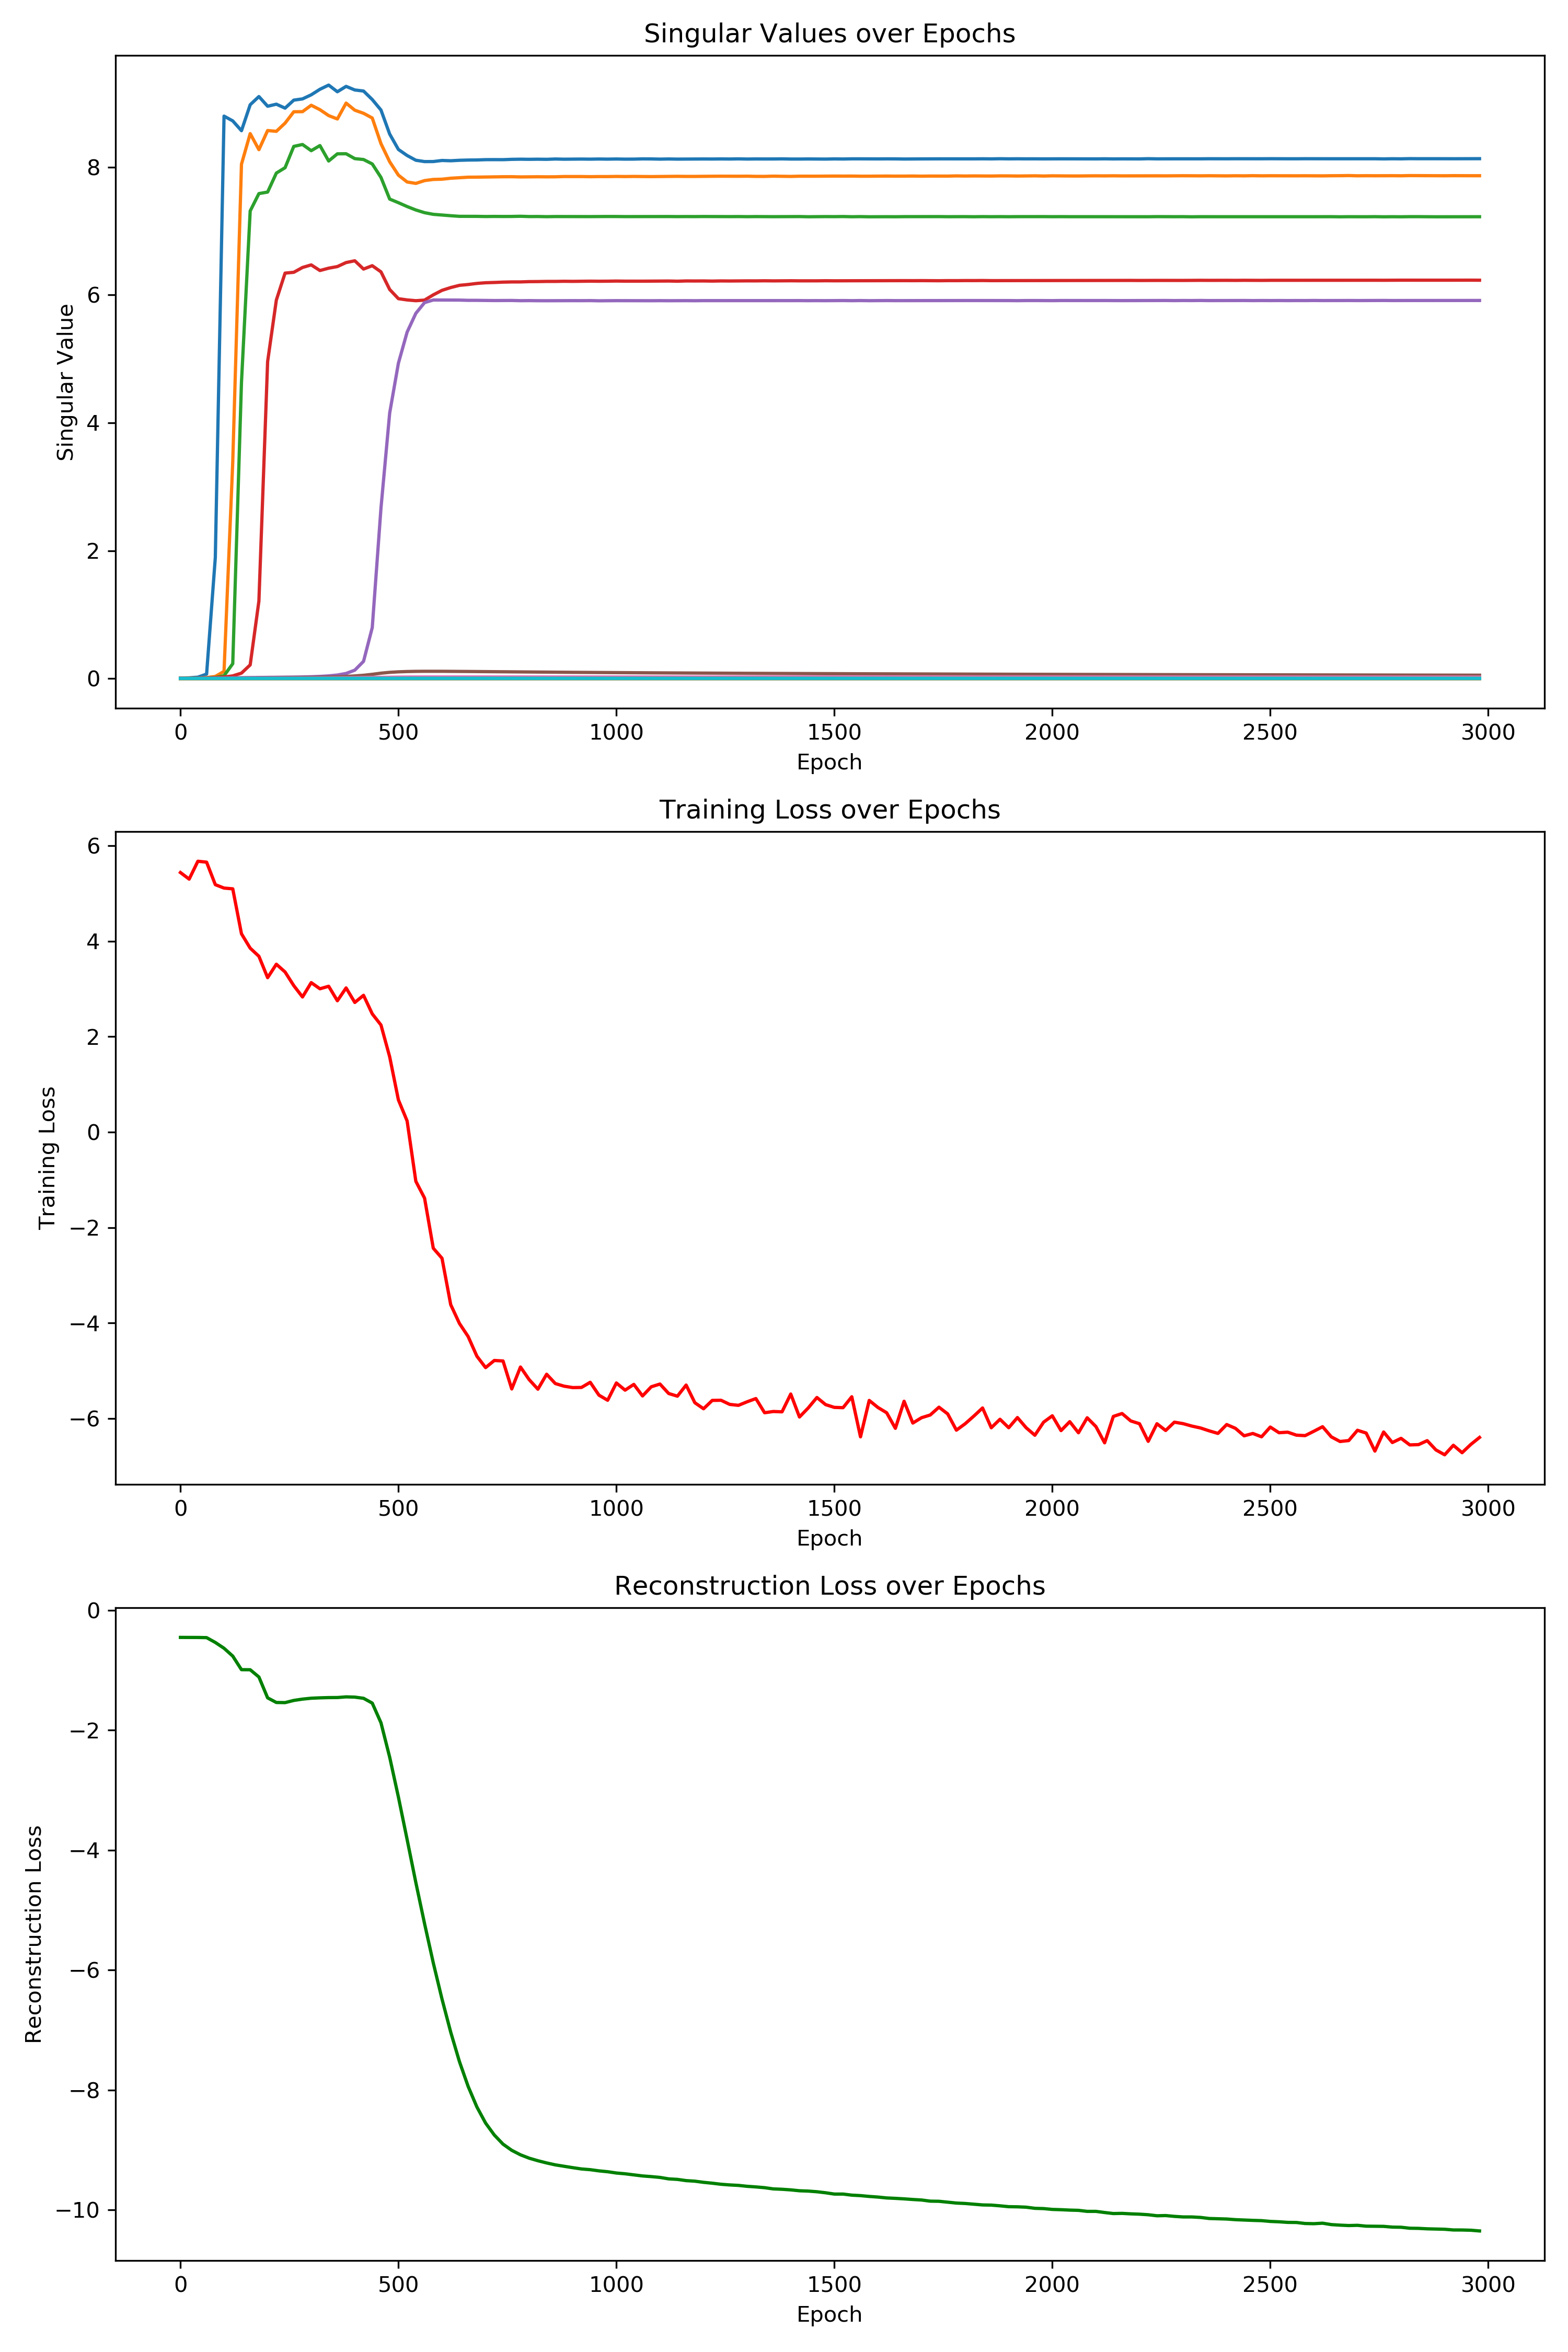 Singular Values over Epochs
Singular Value
8
6
4
2
0
0 500 1000 1500 2000 2500 3000
Epoch
Training Loss over Epochs
Training Loss
6
4
2
0
−2
−4
−6
0 500 1000 1500 2000 2500 3000
Epoch
Reconstruction Loss over Epochs
Reconstruction Loss
0
−2
−4
−6
−8
−10
0 500 1000 1500 2000 2500 3000
Epoch